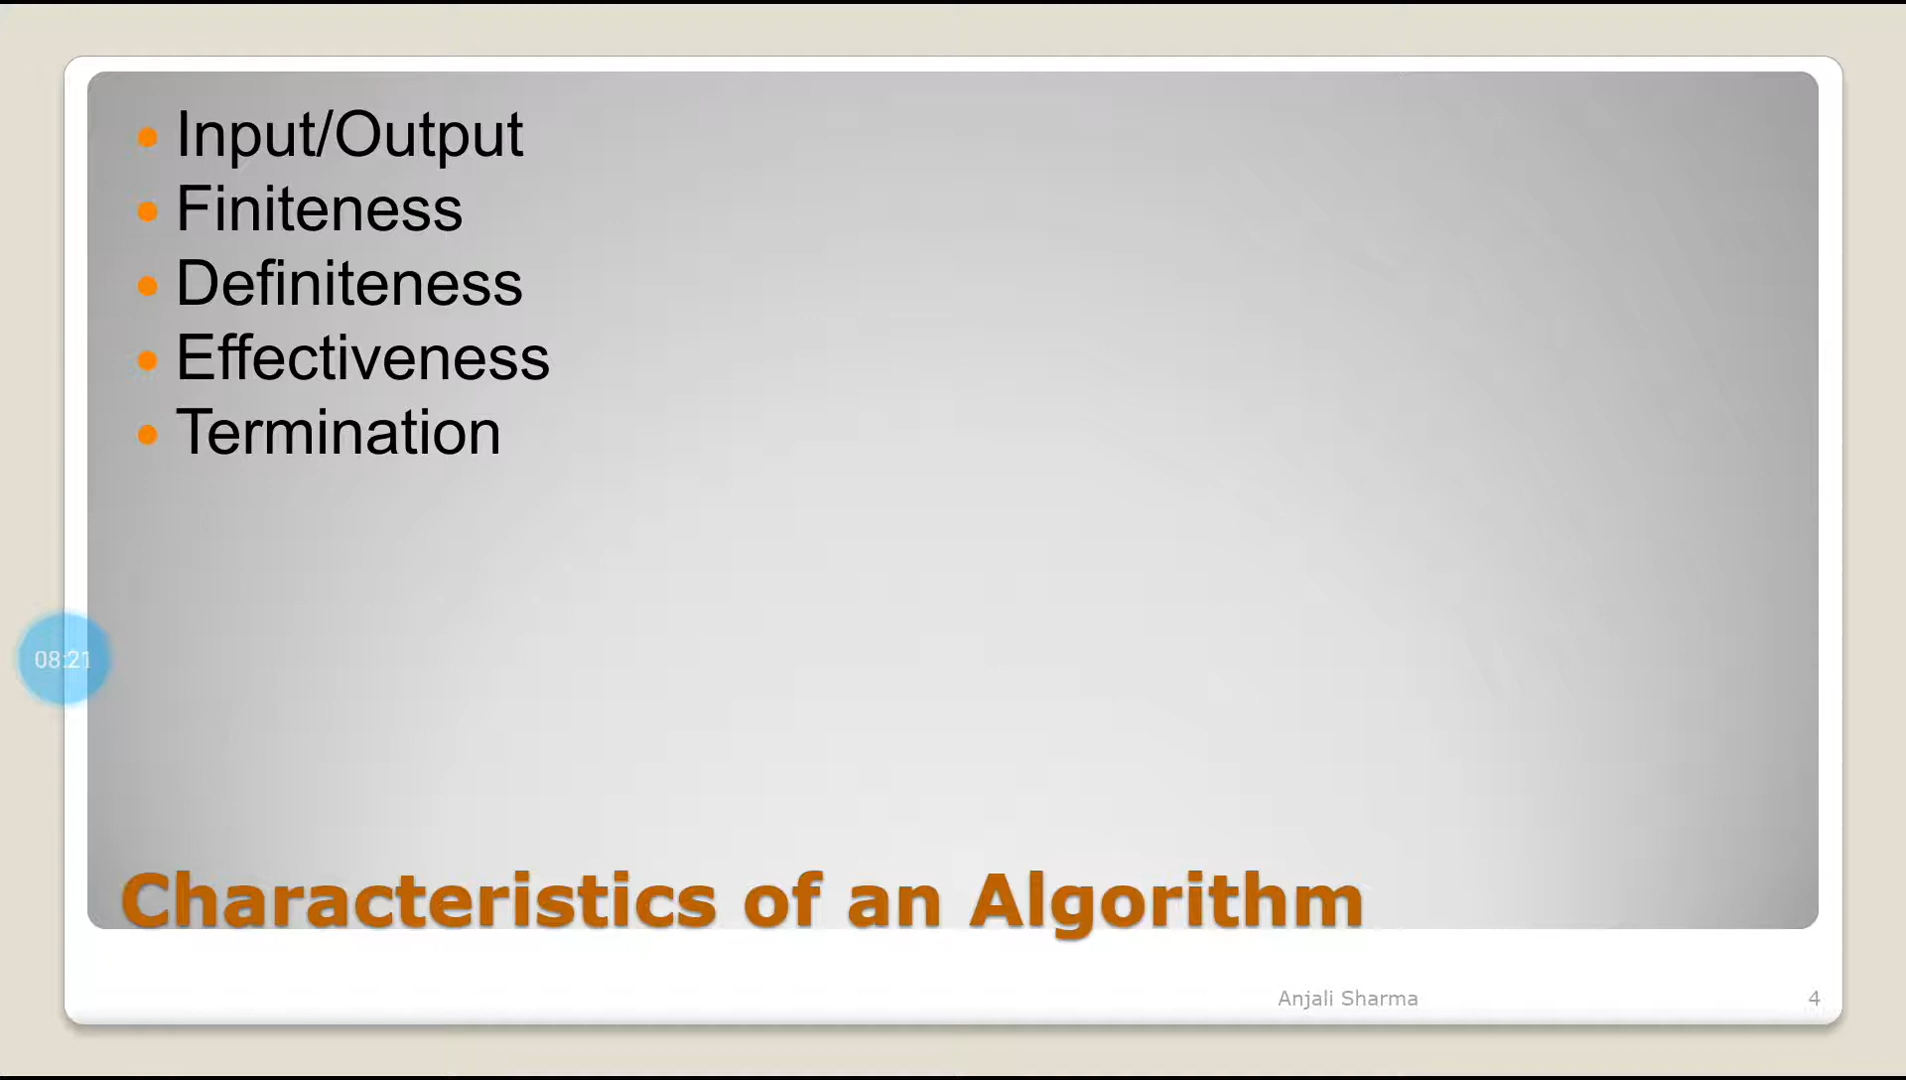 Input/Output
Finiteness
Definiteness
Effectiveness
Termination
08:21
Characteristics of an Algorithm
Anjali Sharma
4